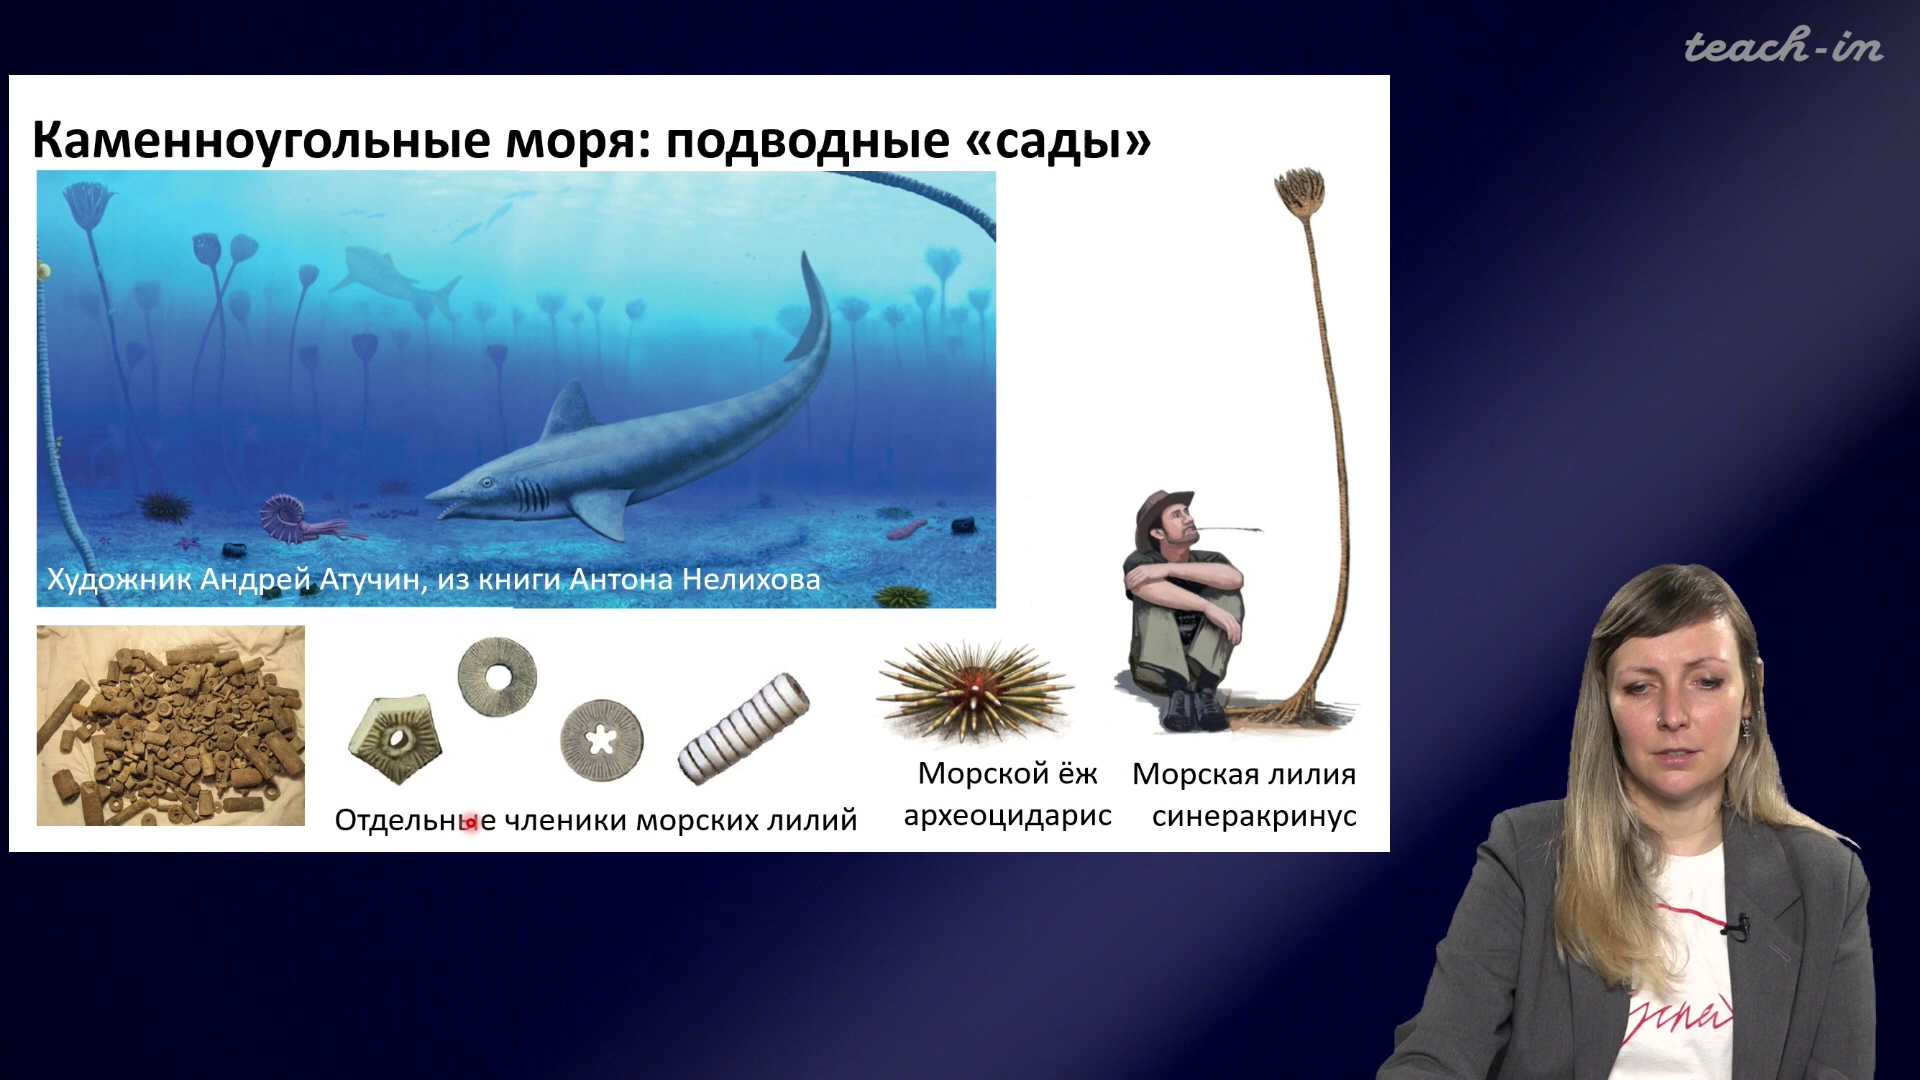 teach-in
Каменноугольные моря: подводные «сады»
Художник Андрей Атучин, из книги Антона Нелихова
Отдельные членики морских лилий
Морской ёж
археоцидарис
Морская лилия
синеракринус